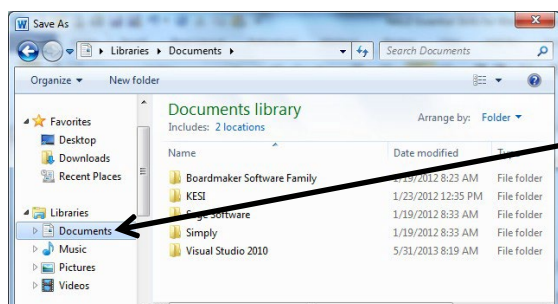 Save As
Libraries ▸ Documents ▸
Search Documents
Organize ▾ New folder
Favorites
Desktop
Downloads
Recent Places
Libraries
Documents
Music
Pictures
Videos
Documents library
Includes: 2 locations
Arrange by: Folder ▾
Name Date modified Type
Boardmaker Software Family 1/19/2012 8:23 AM File folder
KESI 1/23/2012 12:35 PM File folder
Software 1/19/2012 8:33 AM File folder
Simply 1/19/2012 8:33 AM File folder
Visual Studio 2010 5/31/2013 8:19 AM File folder